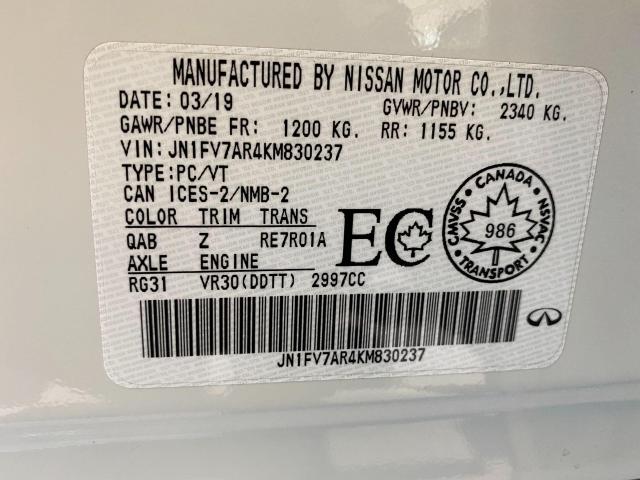 MANUFACTURED BY NISSAN MOTOR CO.,LTD.
DATE: 03/19 GVWR/PNBV: 2340 KG.
GAWR/PNBE FR: 1200 KG. RR: 1155 KG.
VIN: JN1FV7AR4KM830237
TYPE: PC/VT
CAN ICES-2/NMB-2
COLOR TRIM TRANS
QAB Z RE7R01A
AXLE ENGINE
RG31 VR30(DDTT) 2997CC
EC
CANADA
CMVSS
NSVAC
986
TRANSPORT
JN1FV7AR4KM830237